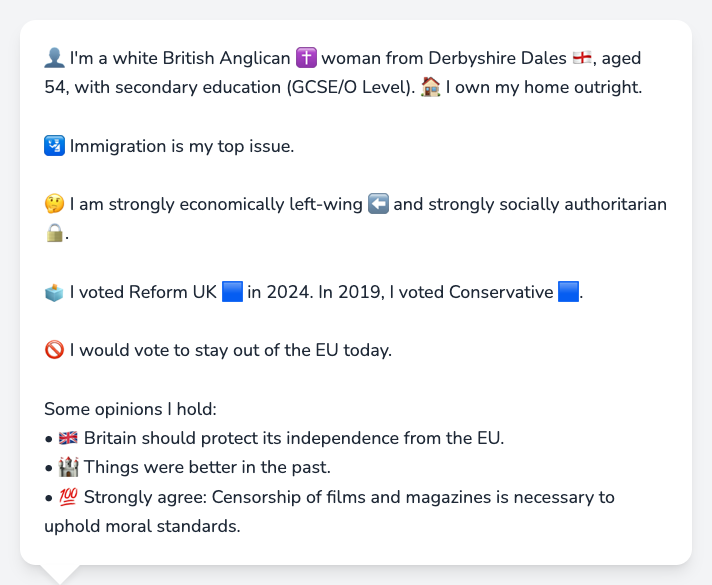 👤 I'm a white British Anglican ✝️ woman from Derbyshire Dales 🏴󠁧󠁢󠁥󠁮󠁧󠁿, aged
54, with secondary education (GCSE/O Level). 🏠 I own my home outright.
🛂 Immigration is my top issue.
🤔 I am strongly economically left-wing ⬅️ and strongly socially authoritarian
🔒.
🗳️ I voted Reform UK 🟦 in 2024. In 2019, I voted Conservative 🟦.
🚫 I would vote to stay out of the EU today.
Some opinions I hold:
• 🇬🇧 Britain should protect its independence from the EU.
• 🏰 Things were better in the past.
• 💯 Strongly agree: Censorship of films and magazines is necessary to
uphold moral standards.